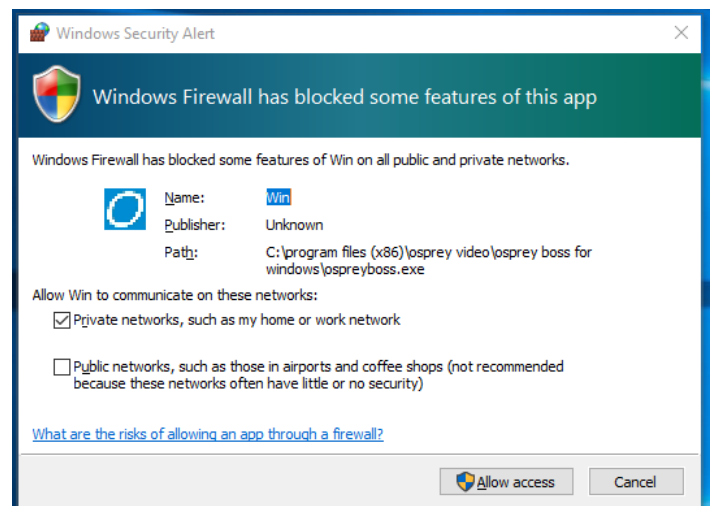 Windows Security Alert
Windows Firewall has blocked some features of this app
Windows Firewall has blocked some features of Win on all public and private networks.
Name: Win
Publisher: Unknown
Path: C:\program files (x86)\osprey video\osprey boss for
windows\ospreyboss.exe
Allow Win to communicate on these networks:
Private networks, such as my home or work network
Public networks, such as those in airports and coffee shops (not recommended
because these networks often have little or no security)
What are the risks of allowing an app through a firewall?
Allow access Cancel